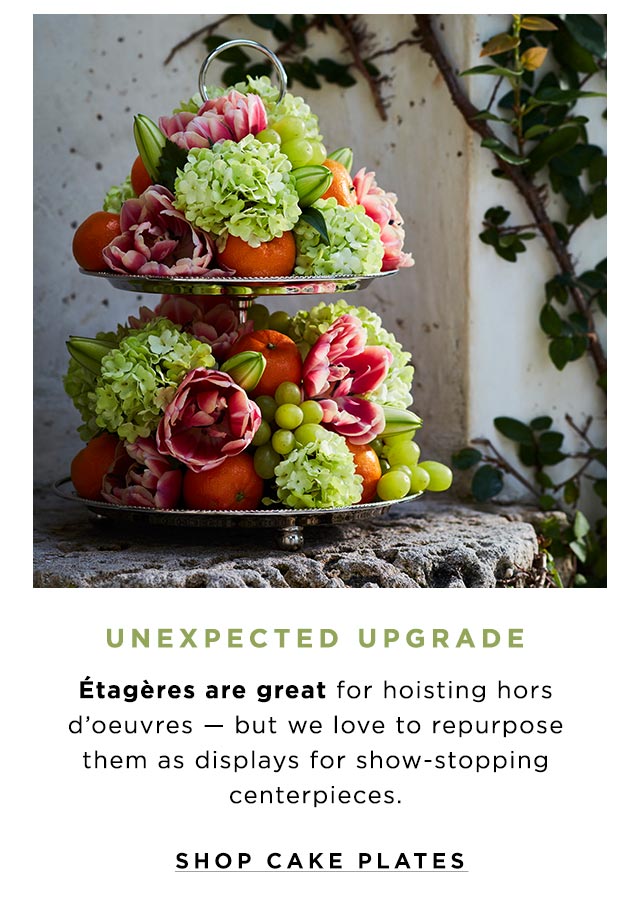 UNEXPECTED UPGRADE
Étagères are great for hoisting hors
d’oeuvres — but we love to repurpose
them as displays for show-stopping
centerpieces.
SHOP CAKE PLATES